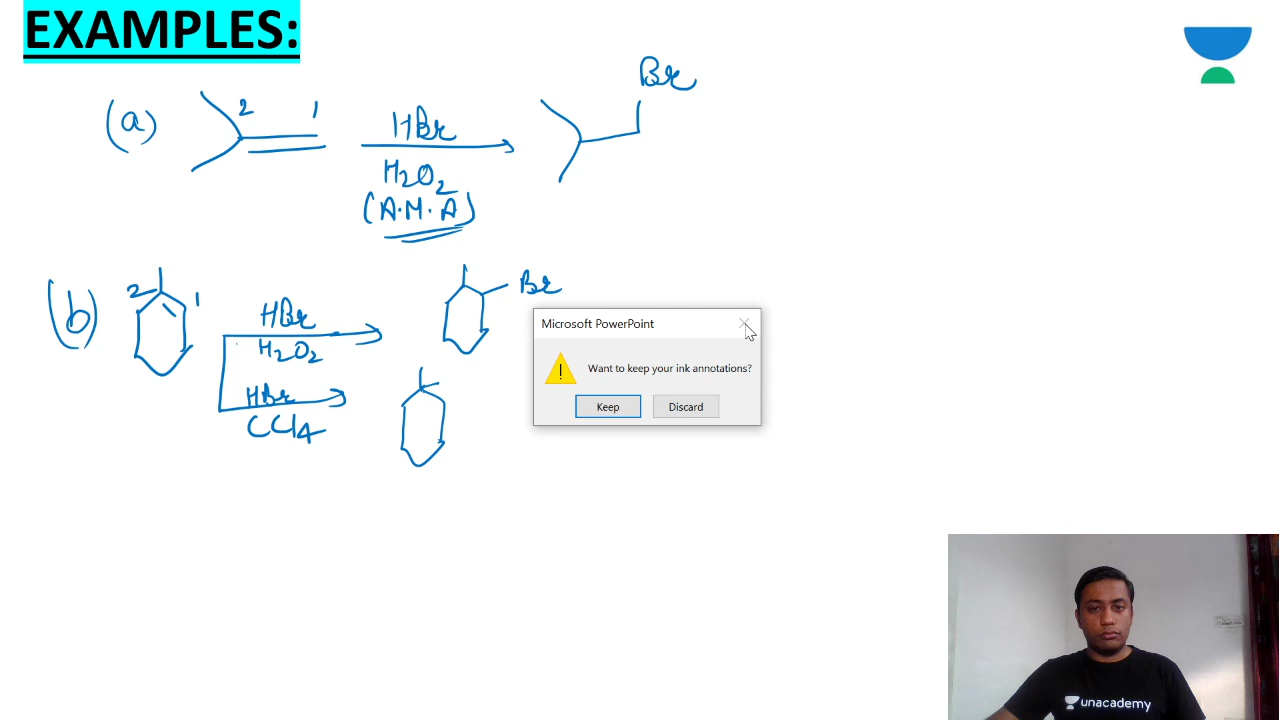 EXAMPLES:
(a) 2 1 HBr Br
H2O2
(A.M.A)
(b) 2 1 HBr Br
H2O2
HBr
CCl4
Microsoft PowerPoint
Want to keep your ink annotations?
Keep Discard
unacademy